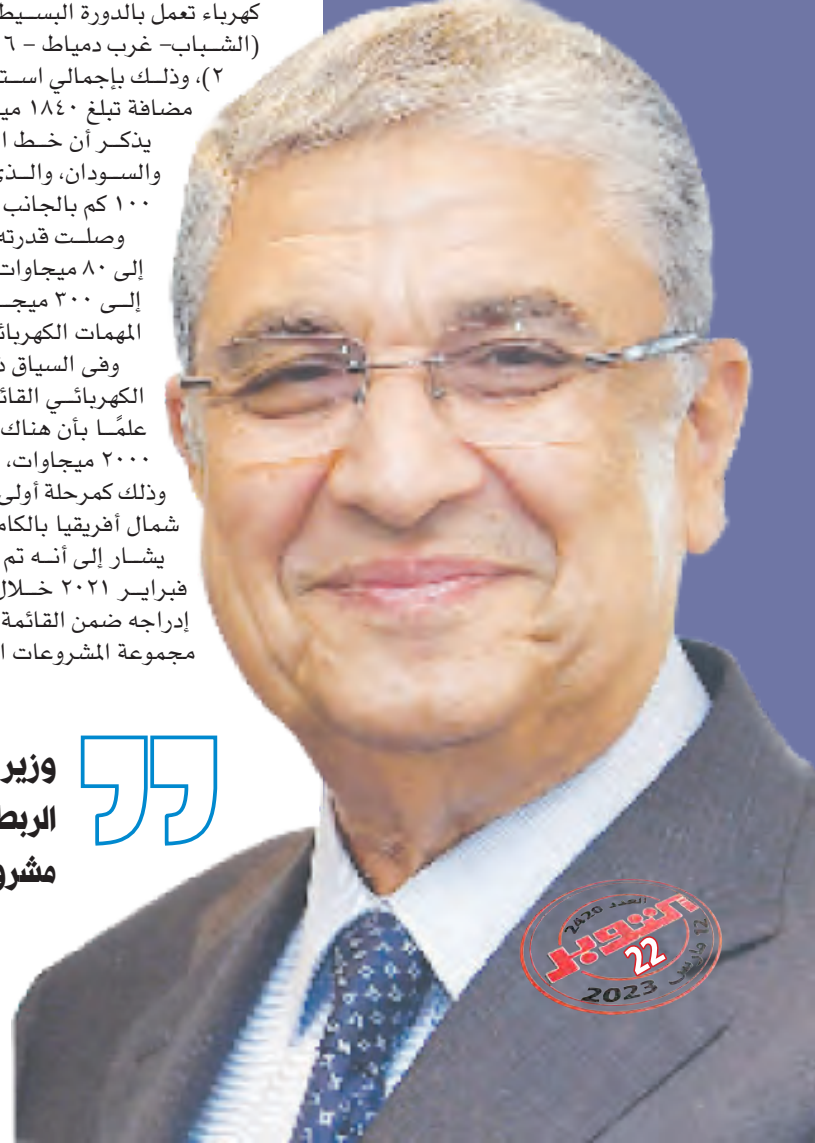 كهرباء تعمل بالدورة البسيط
(الشباب- غرب دمياط - ٦
٢)، وذلك بإجمالي است
مضافة تبلغ ١٨٤٠ مي
يذكر أن خط ا
والسودان، والذي
١٠٠ كم بالجانب
وصلت قدرته
إلى ٨٠ ميجاوات
إلى ٣٠٠ ميجـ
المهمات الكهربائ
وفى السياق ذ
الكهربائي القائ
علمًا بأن هناك
٢٠٠٠ ميجاوات،
وذلك كمرحلة أولى
شمال أفريقيا بالكام
يشار إلى أنه تم
فبراير ٢٠٢١ خلال
إدراجه ضمن القائمة
مجموعة المشروعات ا
وزير
الربط
مشرو
العدد 2420
أكتوبر
22
12 مارس
2023